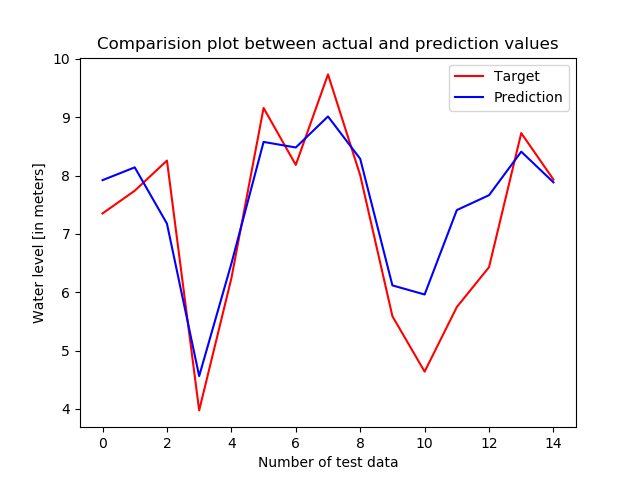 Comparision plot between actual and prediction values
Target
Prediction
Water level [in meters]
10
9
8
7
6
5
4
0 2 4 6 8 10 12 14
Number of test data